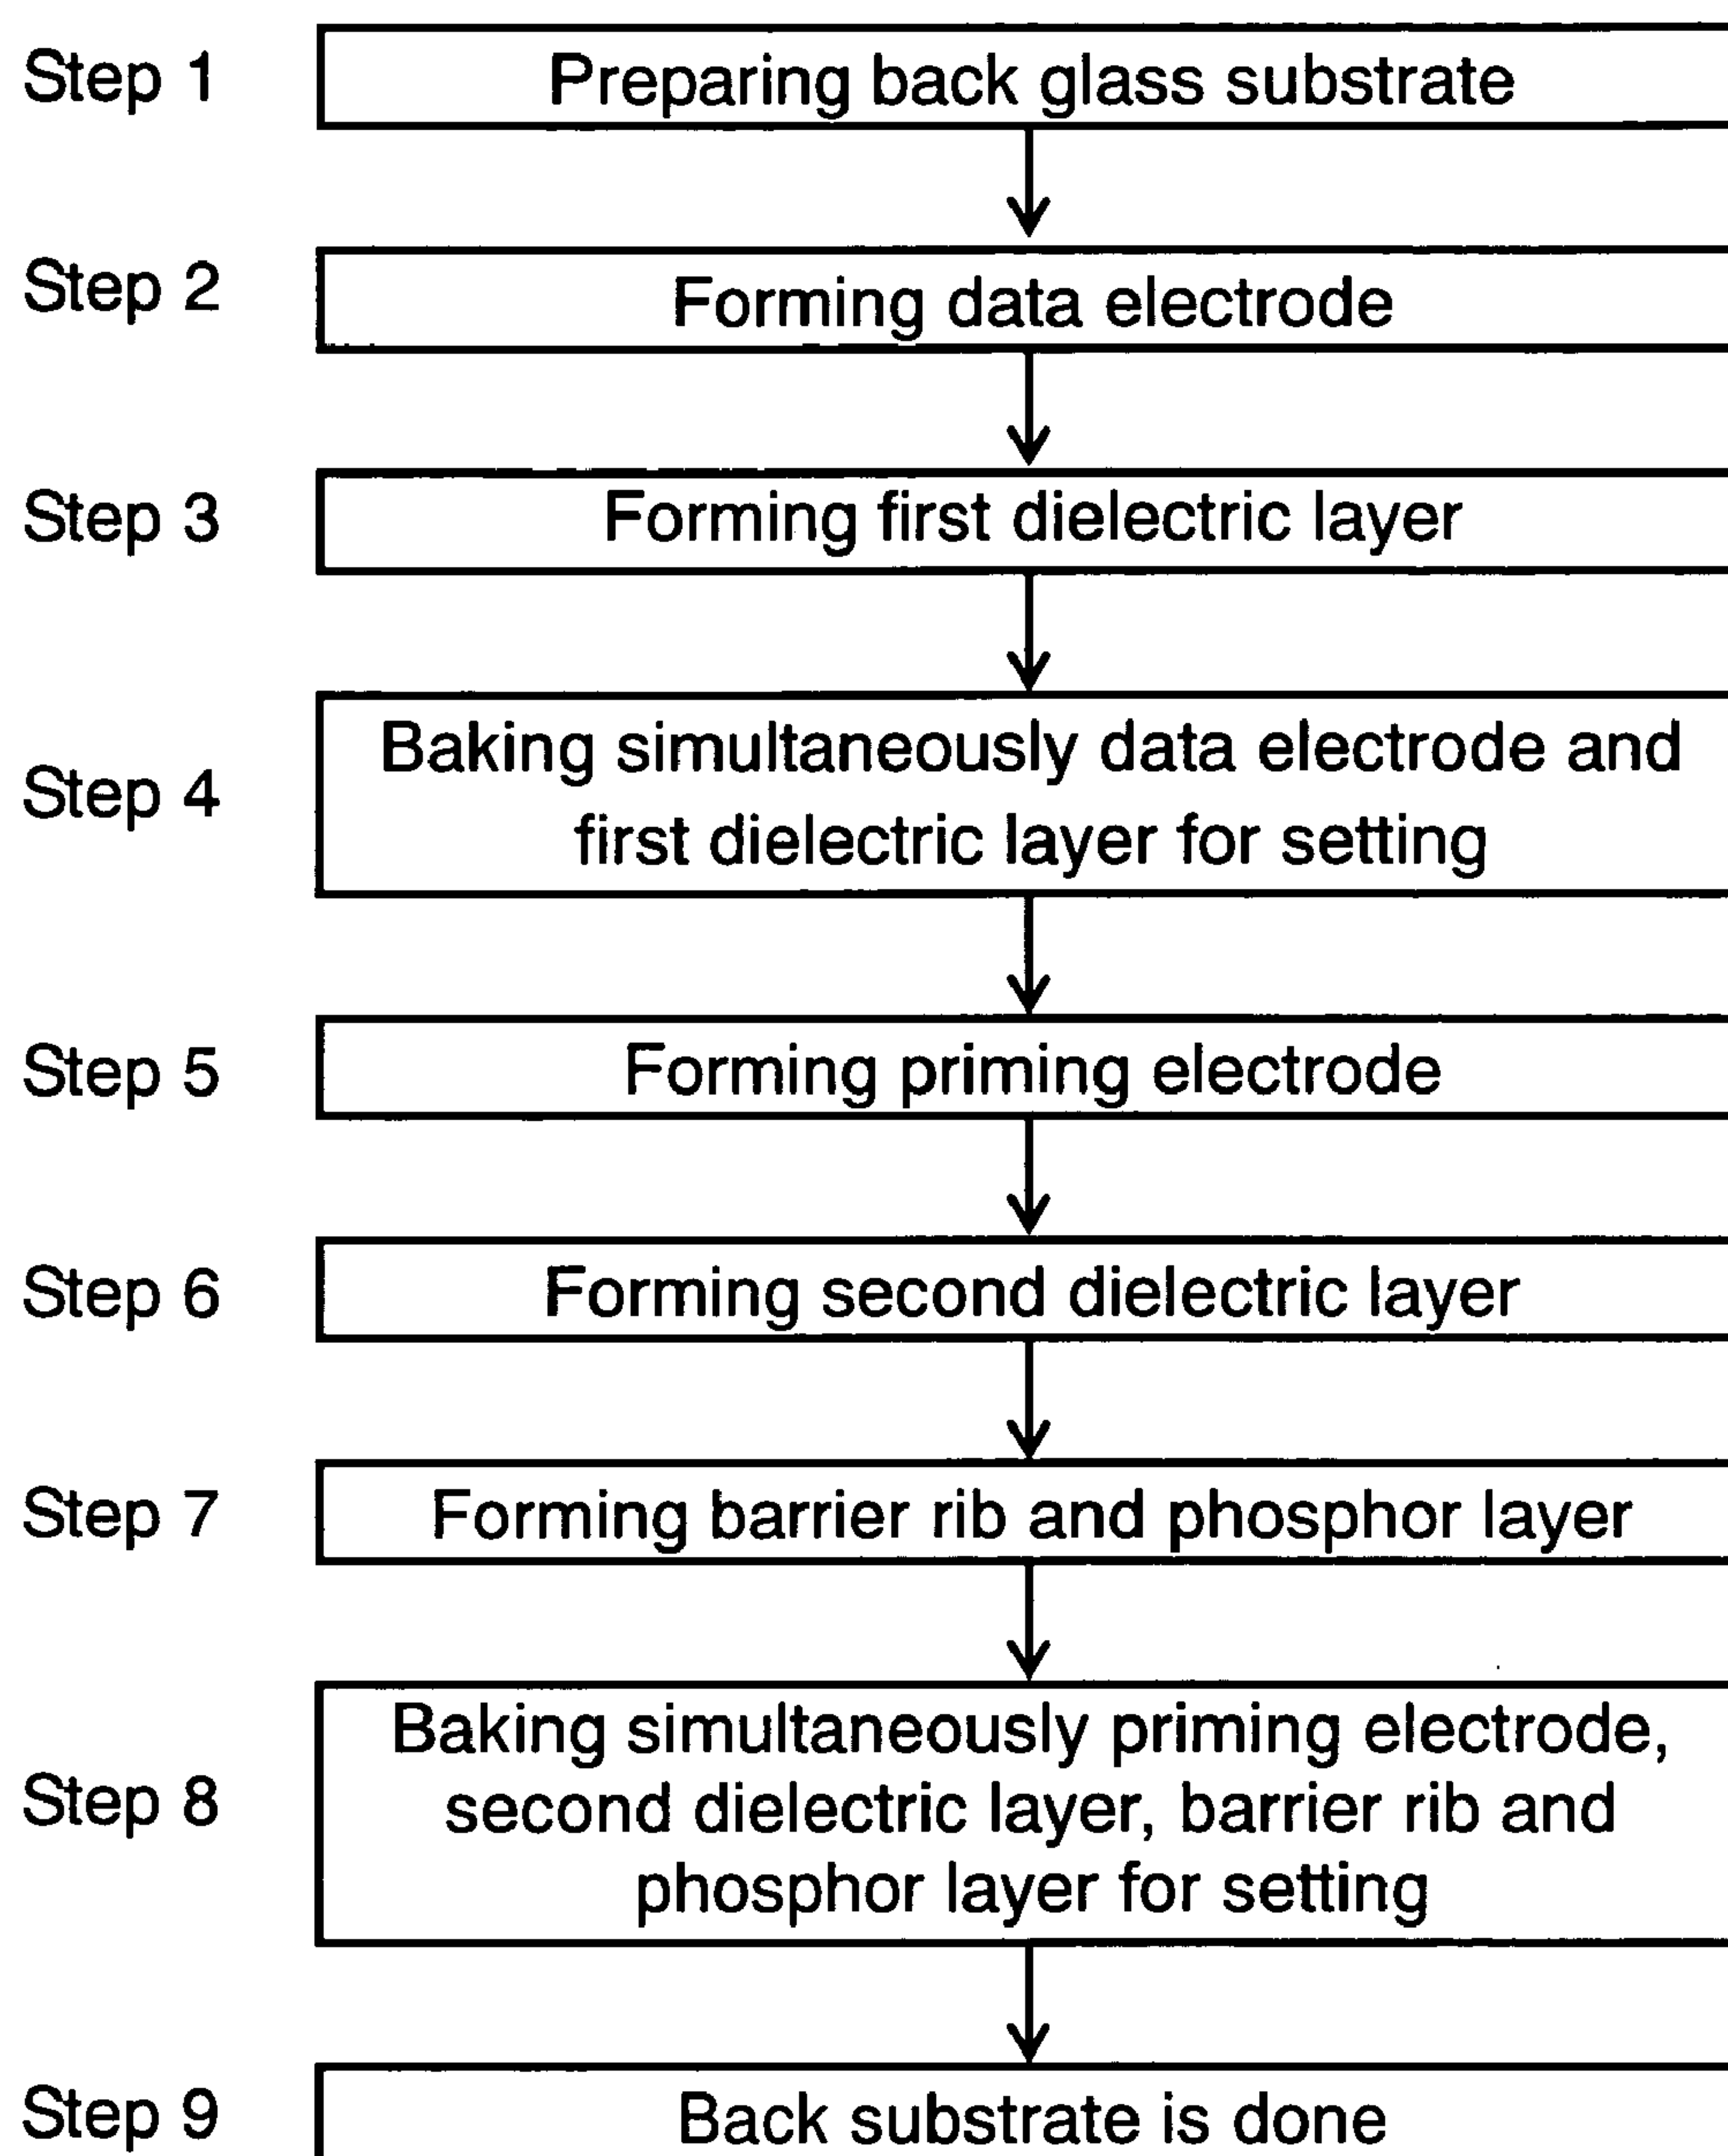 Step 1
Preparing back glass substrate
Step 2
Forming data electrode
Step 3
Forming first dielectric layer
Step 4
Baking simultaneously data electrode and
first dielectric layer for setting
Step 5
Forming priming electrode
Step 6
Forming second dielectric layer
Step 7
Forming barrier rib and phosphor layer
Step 8
Baking simultaneously priming electrode,
second dielectric layer, barrier rib and
phosphor layer for setting
Step 9
Back substrate is done